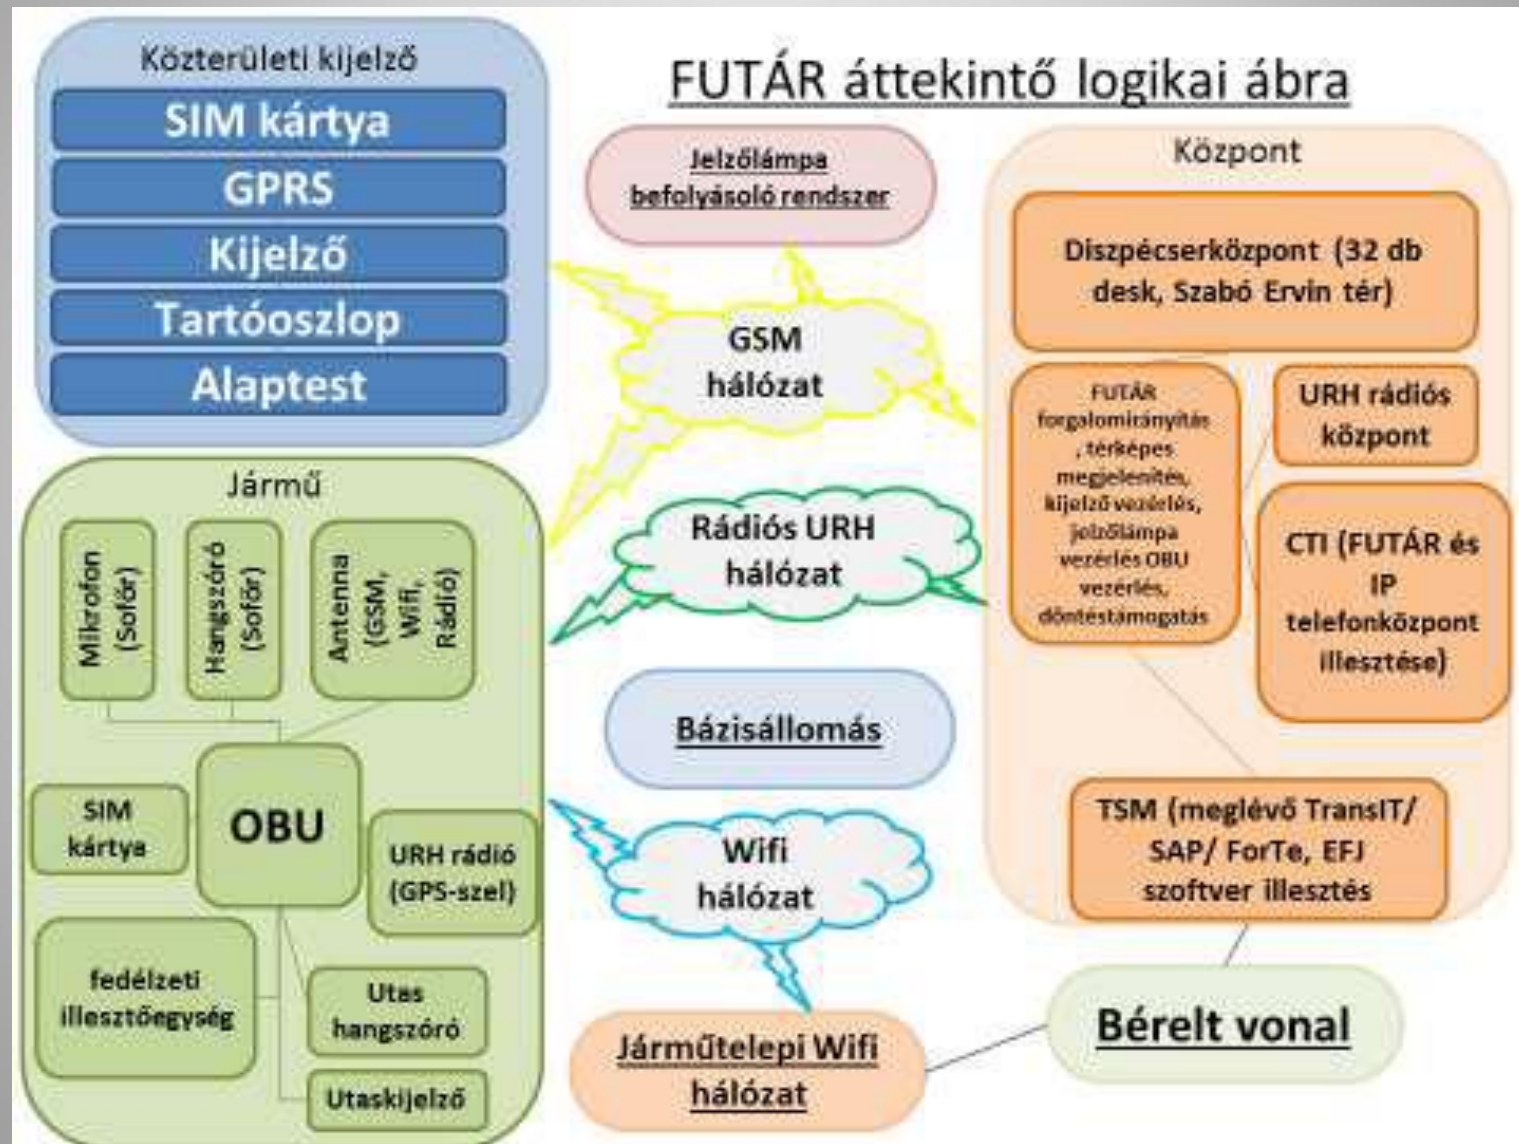 FUTÁR áttekintő logikai ábra
Közterületi kijelző
SIM kártya
GPRS
Kijelző
Tartóoszlop
Alaptest
Jármű
Mikrofon
(Sofőr)
Hangszóró
(Sofőr)
Antenna
(GSM,
Wifi,
Rádió)
SIM
kártya
OBU
URH rádió
(GPS-szel)
fedélzeti
illesztőegység
Utas
hangszóró
Utaskijelző
Jelzőlámpa
befolyásoló rendszer
GSM
hálózat
Rádiós URH
hálózat
Bázisállomás
Wifi
hálózat
Járműtelepi Wifi
hálózat
Központ
Diszpécserközpont (32 db
desk, Szabó Ervin tér)
FUTÁR
forgalomirányítás
, térképes
megjelenítés,
kijelző vezérlés,
jelzőlámpa
vezérlés OBU
vezérlés,
döntéstámogatás
URH rádiós
központ
CTI (FUTÁR és
IP
telefonközpont
illesztése)
TSM (meglévő TransIT/
SAP/ ForTe, EFJ
szoftver illesztés
Bérelt vonal